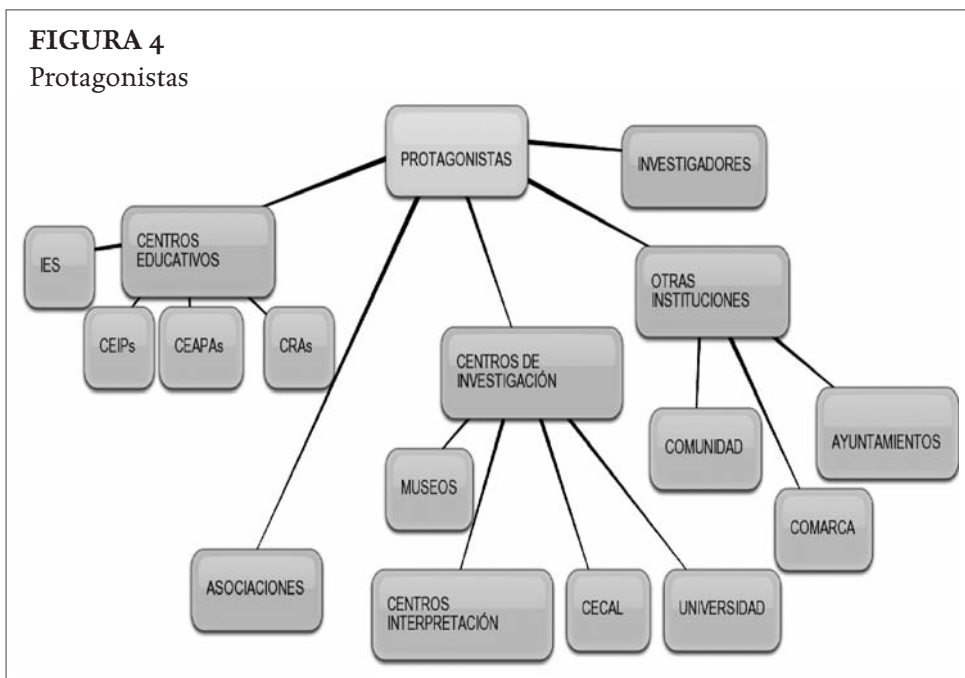 FIGURA 4
Protagonistas
PROTAGONISTAS
INVESTIGADORES
CENTROS
EDUCATIVOS
IES
CEIPs
CEAPAs
CRAs
OTRAS
INSTITUCIONES
CENTROS DE
INVESTIGACIÓN
COMUNIDAD
AYUNTAMIENTOS
MUSEOS
COMARCA
ASOCIACIONES
CENTROS
INTERPRETACIÓN
CECAL
UNIVERSIDAD